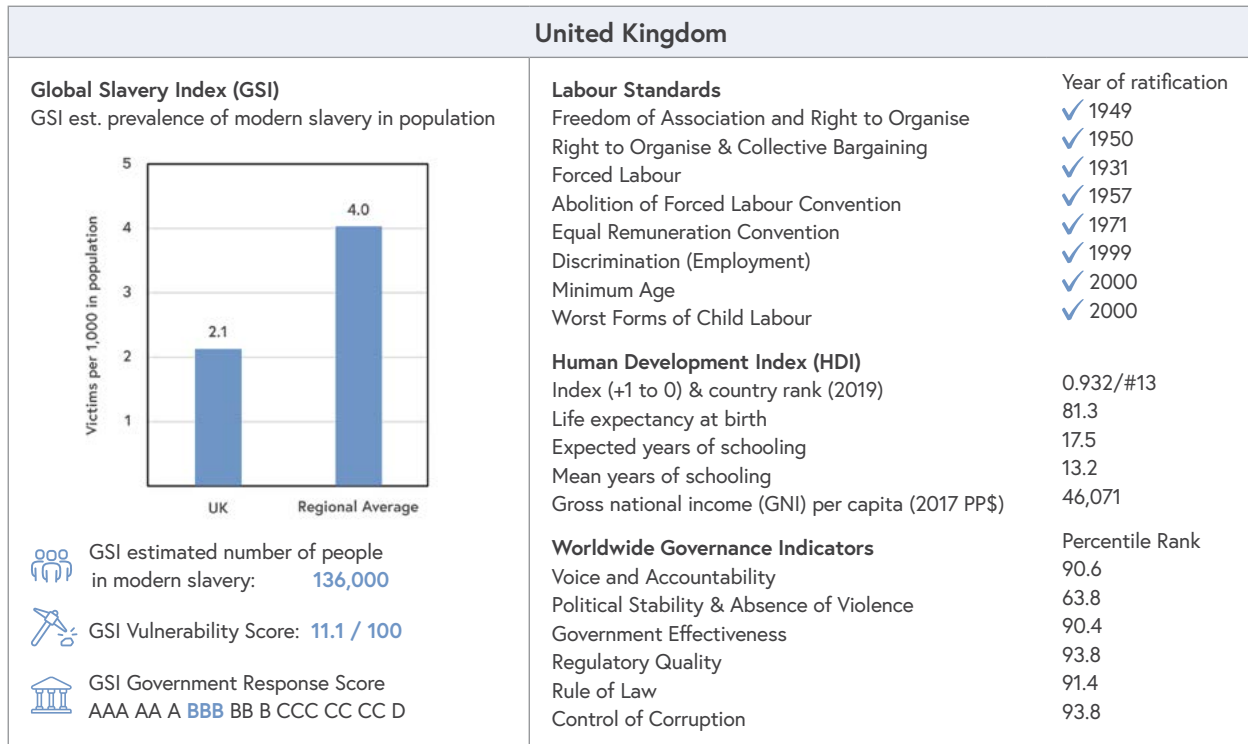 United Kingdom
Global Slavery Index (GSI)
GSI est. prevalence of modern slavery in population
Victims per 1,000 in population
5
4
3
2
1
2.1
4.0
UK
Regional Average
GSI estimated number of people
in modern slavery: 136,000
GSI Vulnerability Score: 11.1 / 100
GSI Government Response Score
AAA AA A BBB BB B CCC CC CC D
Labour Standards Year of ratification
Freedom of Association and Right to Organise ✓ 1949
Right to Organise & Collective Bargaining ✓ 1950
Forced Labour ✓ 1931
Abolition of Forced Labour Convention ✓ 1957
Equal Remuneration Convention ✓ 1971
Discrimination (Employment) ✓ 1999
Minimum Age ✓ 2000
Worst Forms of Child Labour ✓ 2000
Human Development Index (HDI)
Index (+1 to 0) & country rank (2019) 0.932/#13
Life expectancy at birth 81.3
Expected years of schooling 17.5
Mean years of schooling 13.2
Gross national income (GNI) per capita (2017 PP$) 46,071
Worldwide Governance Indicators Percentile Rank
Voice and Accountability 90.6
Political Stability & Absence of Violence 63.8
Government Effectiveness 90.4
Regulatory Quality 93.8
Rule of Law 91.4
Control of Corruption 93.8